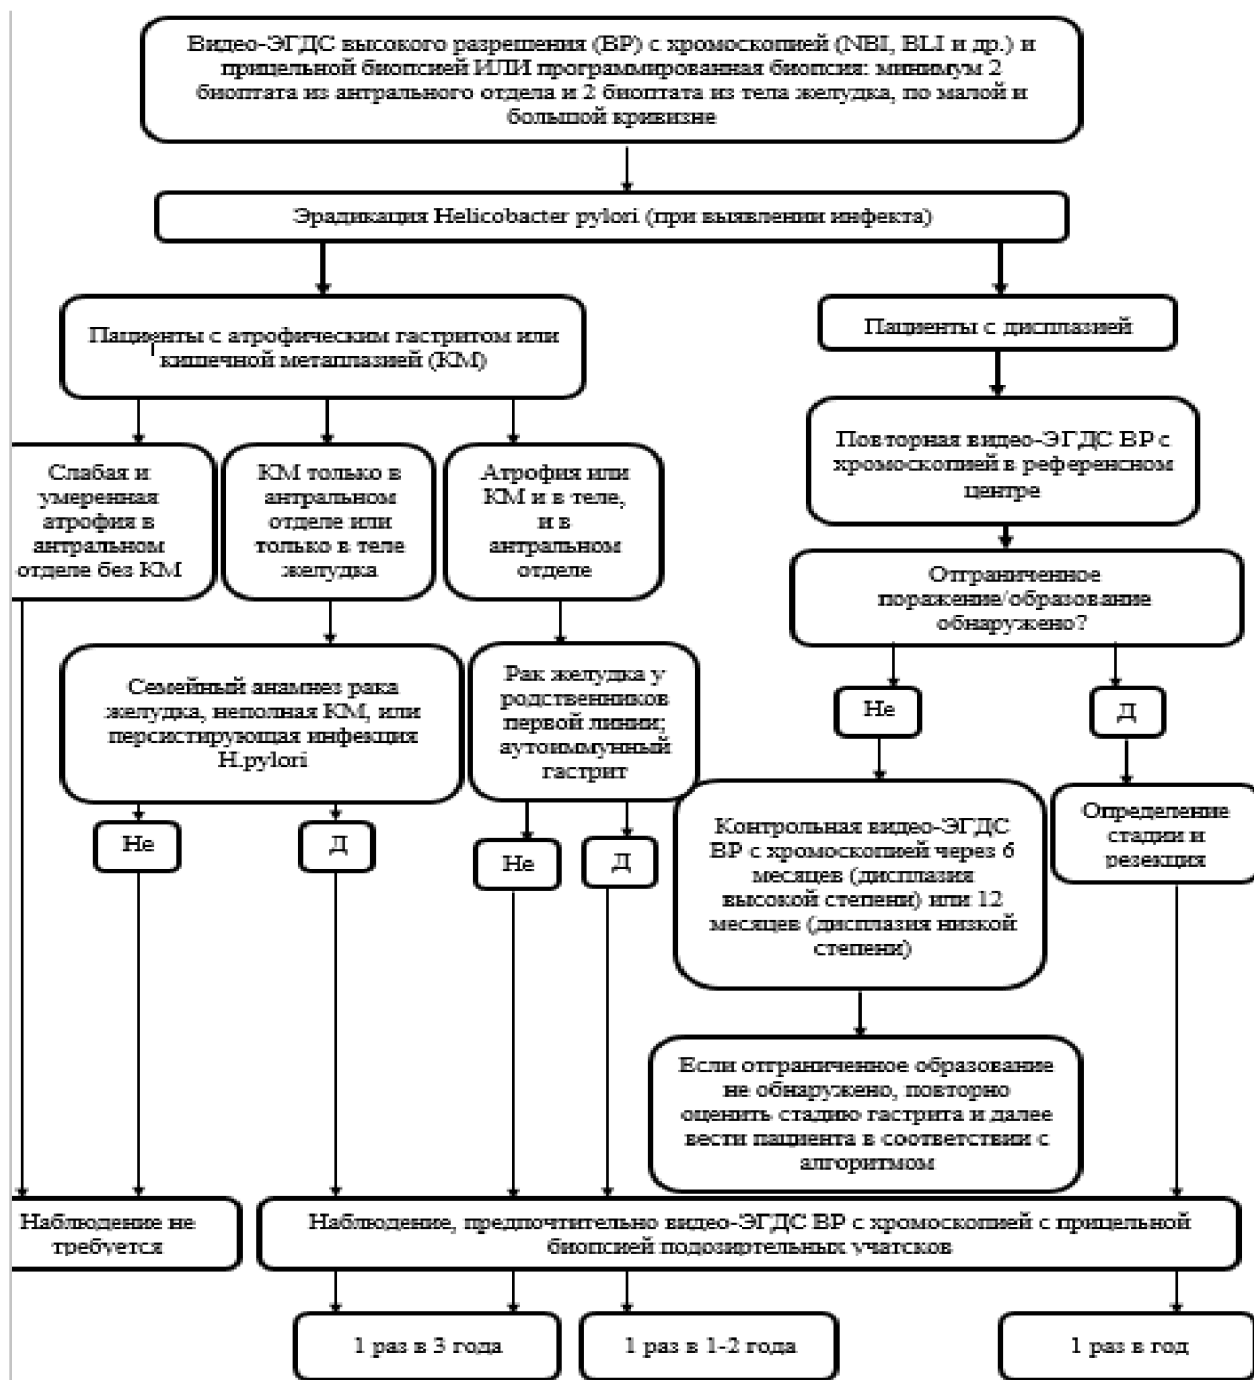 Видео-ЭГДС высокого разрешения (ВР) с хромоскопией (NBI, BLI и др.) и
прицельной биопсией ИЛИ программированная биопсия: минимум 2
биоптата из антрального отдела и 2 биоптата из тела желудка, по малой и
большой кривизне
Эрадикация Helicobacter pylori (при выявлении инфекта)
Пациенты с атрофическим гастритом или
кишечной метаплазией (КМ)
Пациенты с дисплазией
Слабая и
умеренная
атрофия в
антральном
отделе без КМ
КМ только в
антральном
отделе или
только в теле
желудка
Атрофия или
КМ и в теле,
и в
антральном
отделе
Повторная видео-ЭГДС ВР с
хромоскопией в референсном
центре
Отграниченное
поражение/образование
обнаружено?
Семейный анамнез рака
желудка, неполная КМ, или
персистирующая инфекция
H.pylori
Рак желудка у
родственников
первой линии;
аутоиммунный
гастрит
Не
Д
Не
Д
Не
Д
Контрольная видео-ЭГДС
ВР с хромоскопией через 6
месяцев (дисплазия
высокой степени) или 12
месяцев (дисплазия низкой
степени)
Определение
стадии и
резекция
Если отграниченное образование
не обнаружено, повторно
оценить стадию гастрита и далее
вести пациента в соответствии с
алгоритмом
Наблюдение не
требуется
Наблюдение, предпочтительно видео-ЭГДС ВР с хромоскопией с прицельной
биопсией подозиртельных учатсков
1 раз в 3 года
1 раз в 1-2 года
1 раз в год